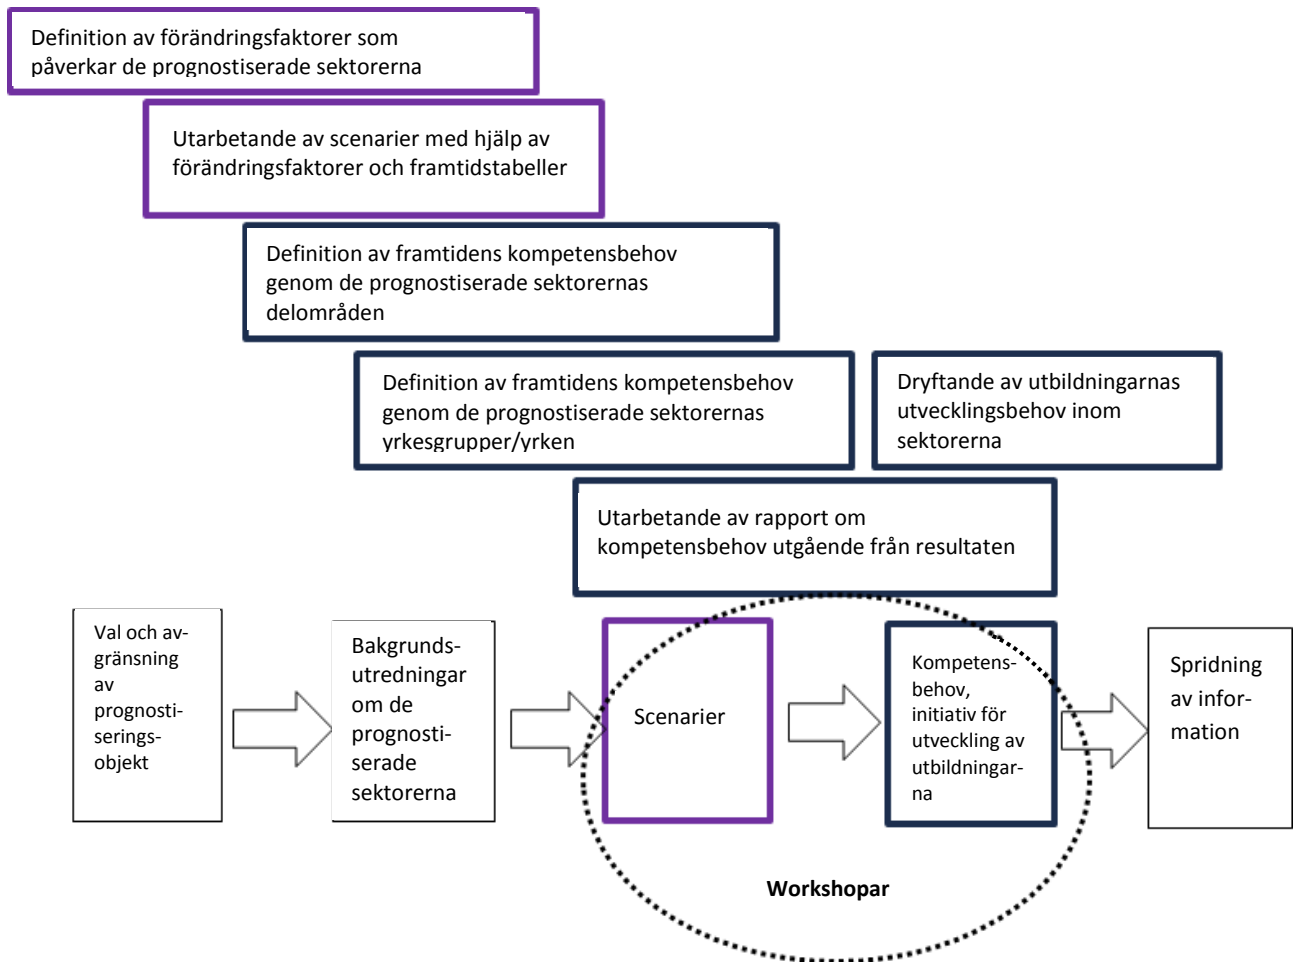 Definition av förändringsfaktorer som
påverkar de prognostiserade sektorerna
Utarbetande av scenarier med hjälp av
förändringsfaktorer och framtidstabeller
Definition av framtidens kompetensbehov
genom de prognostiserade sektorernas
delområden
Definition av framtidens kompetensbehov
genom de prognostiserade sektorernas
yrkesgrupper/yrken
Dryftande av utbildningarnas
utvecklingsbehov inom
sektorerna
Utarbetande av rapport om
kompetensbehov utgående från resultaten
Val och av-
gränsning
av
prognosti-
serings-
objekt
Bakgrunds-
utredningar
om de
prognosti-
serade
sektorerna
Scenarier
Kompetens-
behov,
initiativ för
utveckling av
utbildningar-
na
Spridning
av infor-
mation
Workshopar